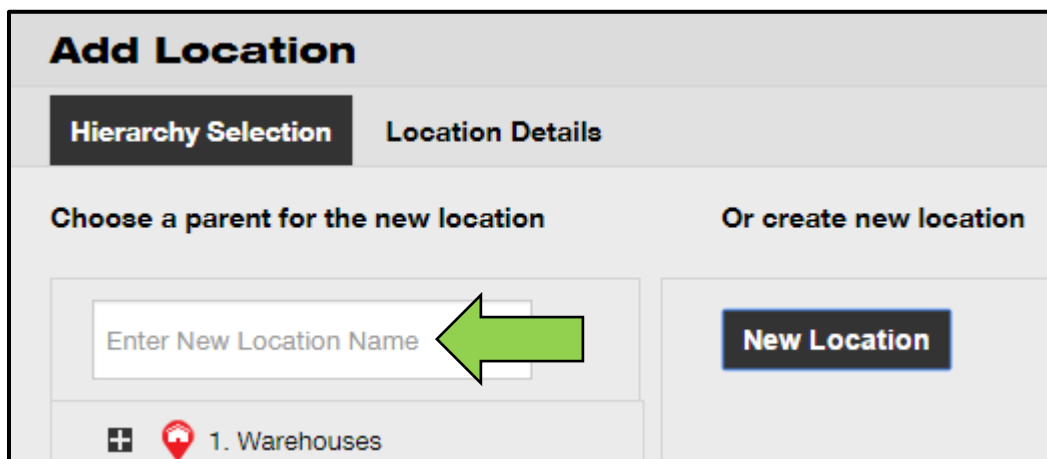 Add Location
Hierarchy Selection
Location Details
Choose a parent for the new location
Or create new location
Enter New Location Name
New Location
1. Warehouses